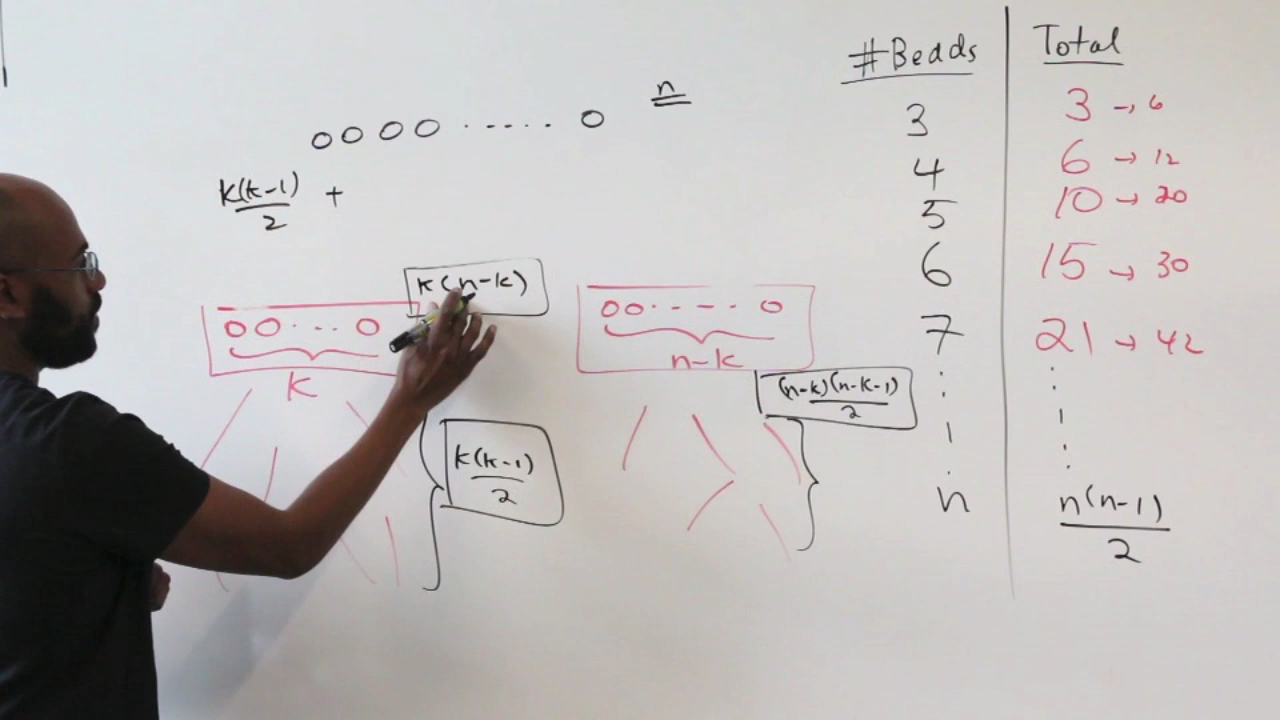 n
oooo ..... o
k(k-1)/2 +
k(n-k)
oo...o
k
k(k-1)/2
oo.----o
n-k
(n-k)(n-k-1)/2
#Beads Total
3 3 → 6
4 6 → 12
5 10 → 20
6 15 → 30
7 21 → 42
n n(n-1)/2